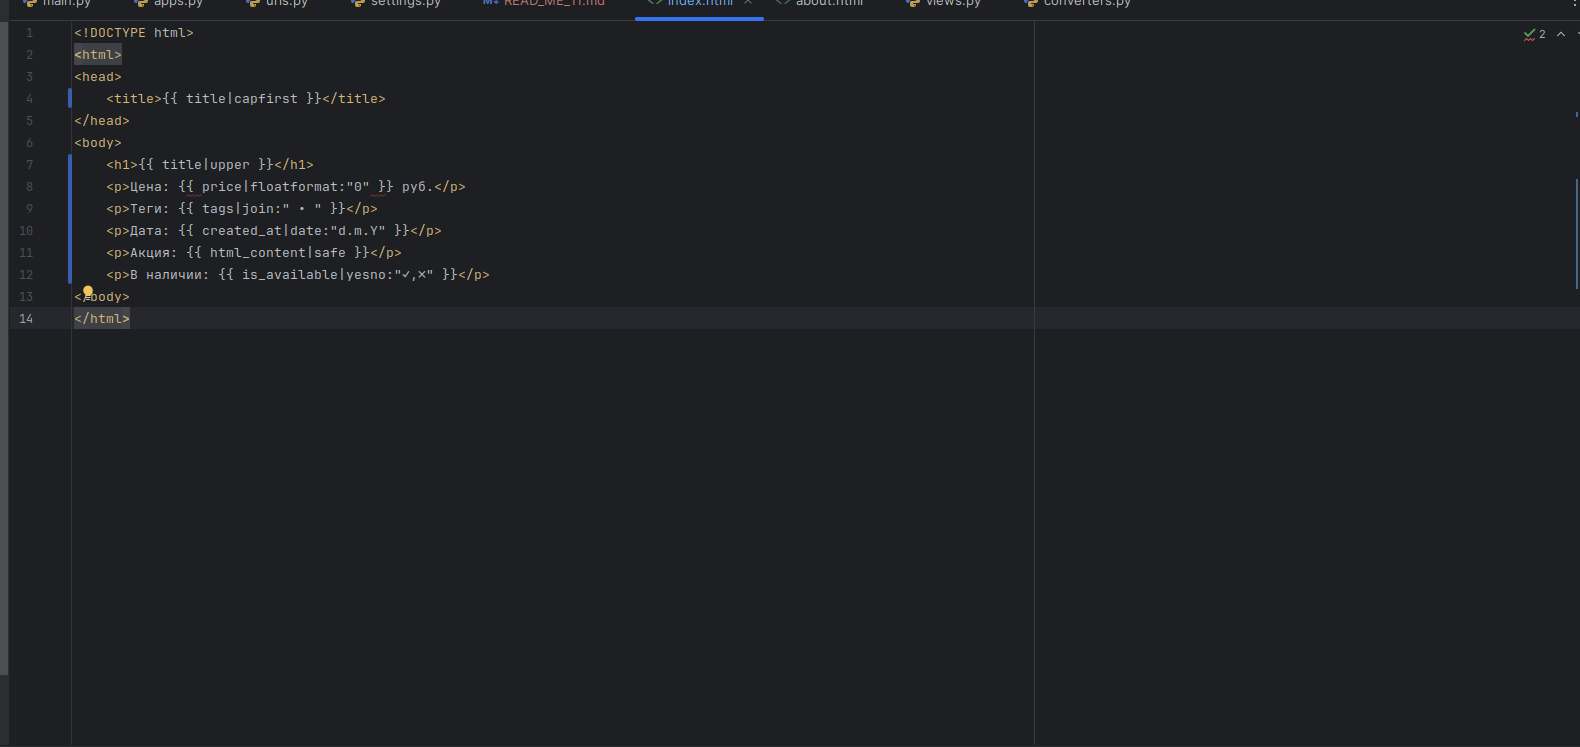 main.py apps.py urls.py settings.py READ_ME_11.md index.html about.html views.py converters.py
1 <!DOCTYPE html>
2 <html>
3 <head>
4 <title>{{ title|capfirst }}</title>
5 </head>
6 <body>
7 <h1>{{ title|upper }}</h1>
8 <p>Цена: {{ price|floatformat:"0" }} руб.</p>
9 <p>Теги: {{ tags|join:" • " }}</p>
10 <p>Дата: {{ created_at|date:"d.m.Y" }}</p>
11 <p>Акция: {{ html_content|safe }}</p>
12 <p>В наличии: {{ is_available|yesno:"✓,✕" }}</p>
13 </body>
14 </html>
2